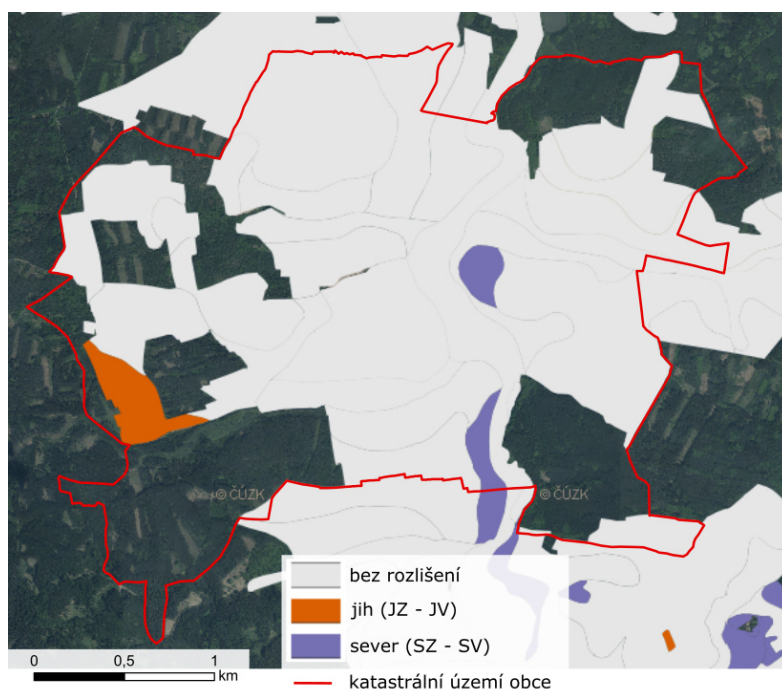 © ČÚZK
© ČÚZK
bez rozlišení
jih (JZ - JV)
sever (SZ - SV)
katastrální území obce
0 0,5 1
km